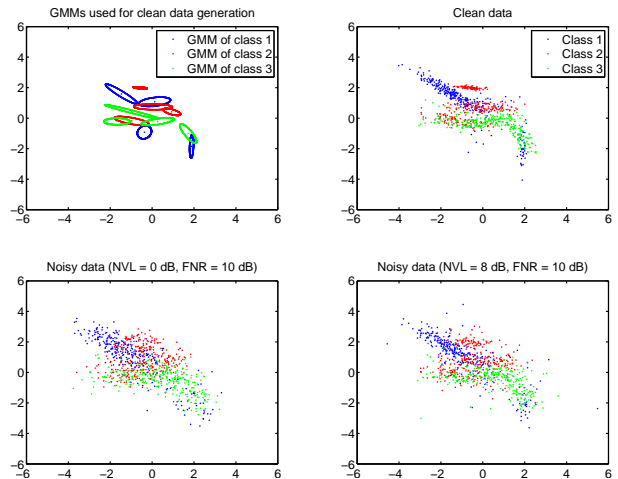 GMMs used for clean data generation
6
4
2
0
−2
−4
−6
−6 −4 −2 0 2 4 6
GMM of class 1
GMM of class 2
GMM of class 3
Clean data
6
4
2
0
−2
−4
−6
−6 −4 −2 0 2 4 6
Class 1
Class 2
Class 3
Noisy data (NVL = 0 dB, FNR = 10 dB)
6
4
2
0
−2
−4
−6
−6 −4 −2 0 2 4 6
Noisy data (NVL = 8 dB, FNR = 10 dB)
6
4
2
0
−2
−4
−6
−6 −4 −2 0 2 4 6